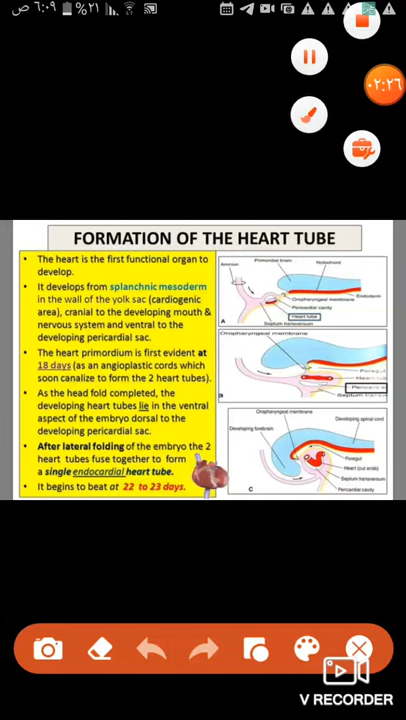 ٦:٠٩ ص
٢١%
٠٢:٢٦
FORMATION OF THE HEART TUBE
• The heart is the first functional organ to
develop.
• It develops from splanchnic mesoderm
in the wall of the yolk sac (cardiogenic
area), cranial to the developing mouth &
nervous system and ventral to the
developing pericardial sac.
• The heart primordium is first evident at
18 days (as an angioplastic cords which
soon canalize to form the 2 heart tubes).
• As the head fold completed, the
developing heart tubes lie in the ventral
aspect of the embryo dorsal to the
developing pericardial sac.
• After lateral folding of the embryo the 2
heart tubes fuse together to form
a single endocardial heart tube.
• It begins to beat at 22 to 23 days.
Amnion
Primordial brain
Notochord
Endoderm
Oropharyngeal membrane
Pericardial cavity
Heart tube
Septum transversum
A
Oropharyngeal membrane
Foregut
Heart tube
Pericard
Septum transv
B
Oropharyngeal membrane
Developing spinal cord
Developing forebrain
Foregut
Heart (cut ends)
Septum transversum
Pericardial cavity
C
V RECORDER